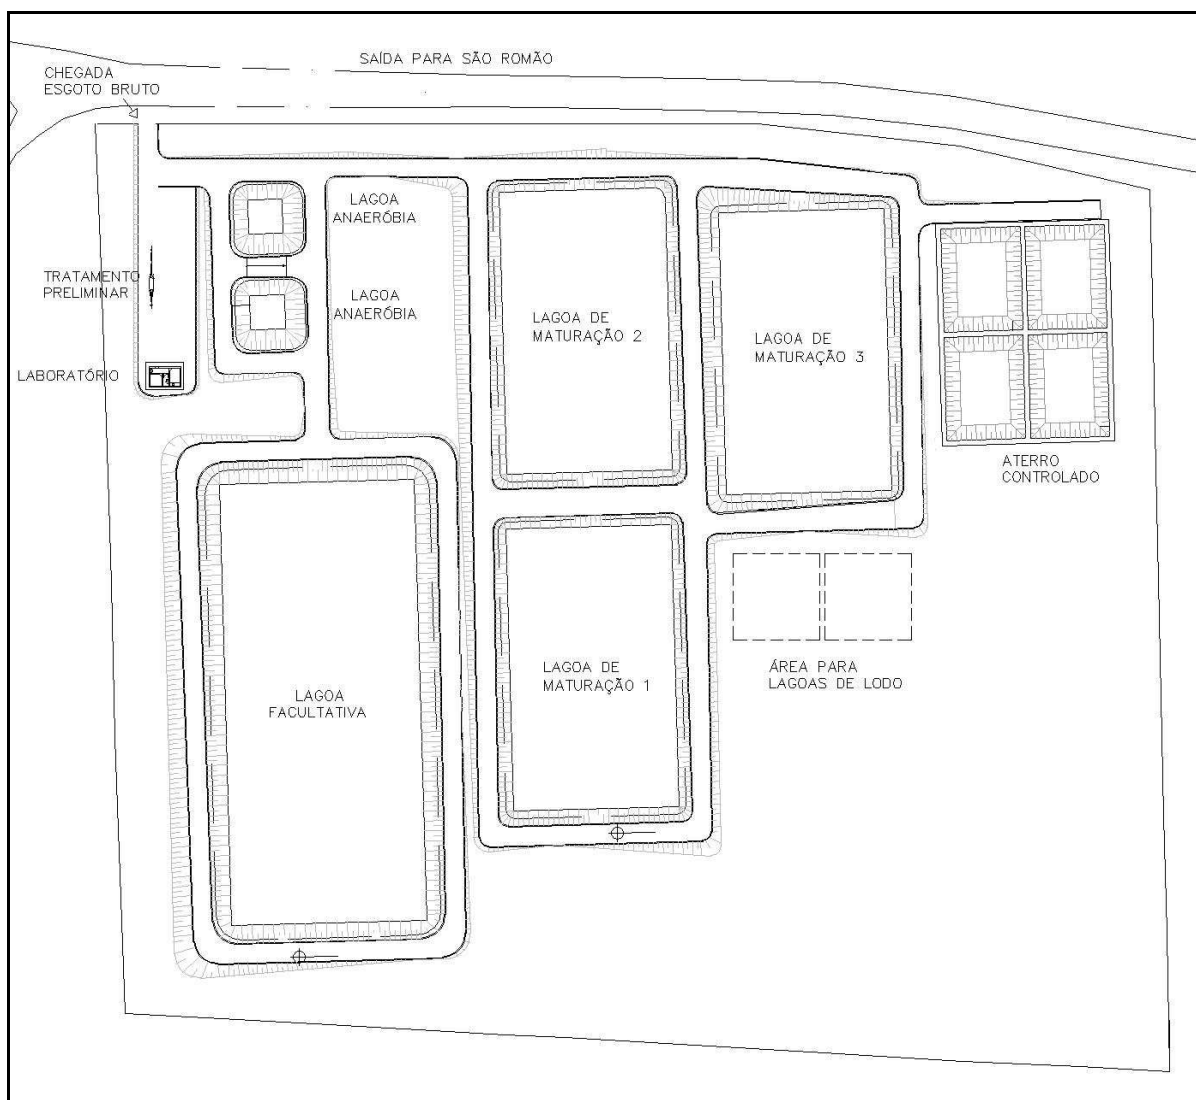 SAÍDA PARA SÃO ROMÃO
CHEGADA
ESGOTO BRUTO
LAGOA
ANAERÓBIA
TRATAMENTO
PRELIMINAR
LAGOA
ANAERÓBIA
LAGOA DE
MATURAÇÃO 2
LAGOA DE
MATURAÇÃO 3
LABORATÓRIO
ATERRO
CONTROLADO
LAGOA
FACULTATIVA
LAGOA DE
MATURAÇÃO 1
ÁREA PARA
LAGOAS DE LODO